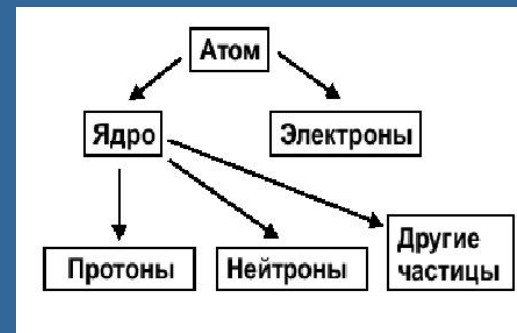 Атом
Ядро
Электроны
Протоны
Нейтроны
Другие
частицы